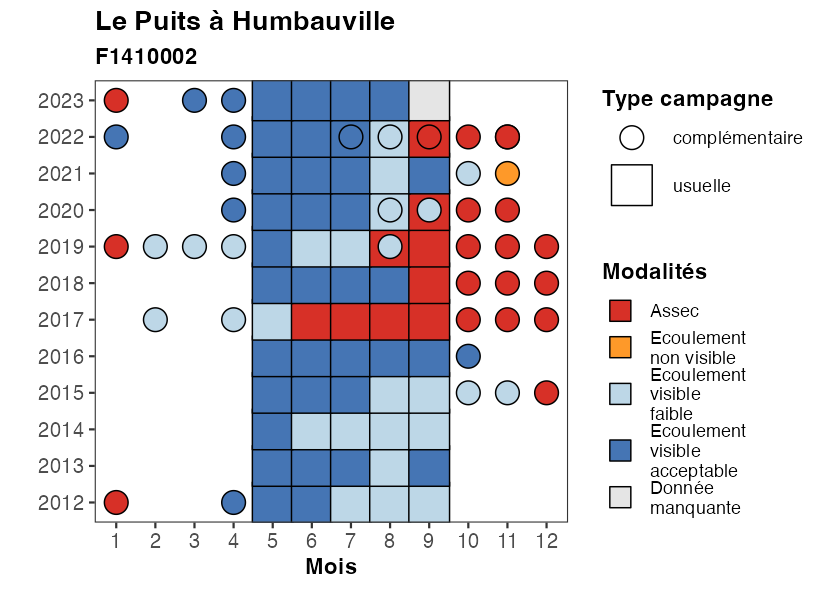 Le Puits à Humbauville
F1410002
2023
2022
2021
2020
2019
2018
2017
2016
2015
2014
2013
2012
1 2 3 4 5 6 7 8 9 10 11 12
Mois
Type campagne
complémentaire
usuelle
Modalités
Assec
Ecoulement
non visible
Ecoulement
visible
faible
Ecoulement
visible
acceptable
Donnée
manquante